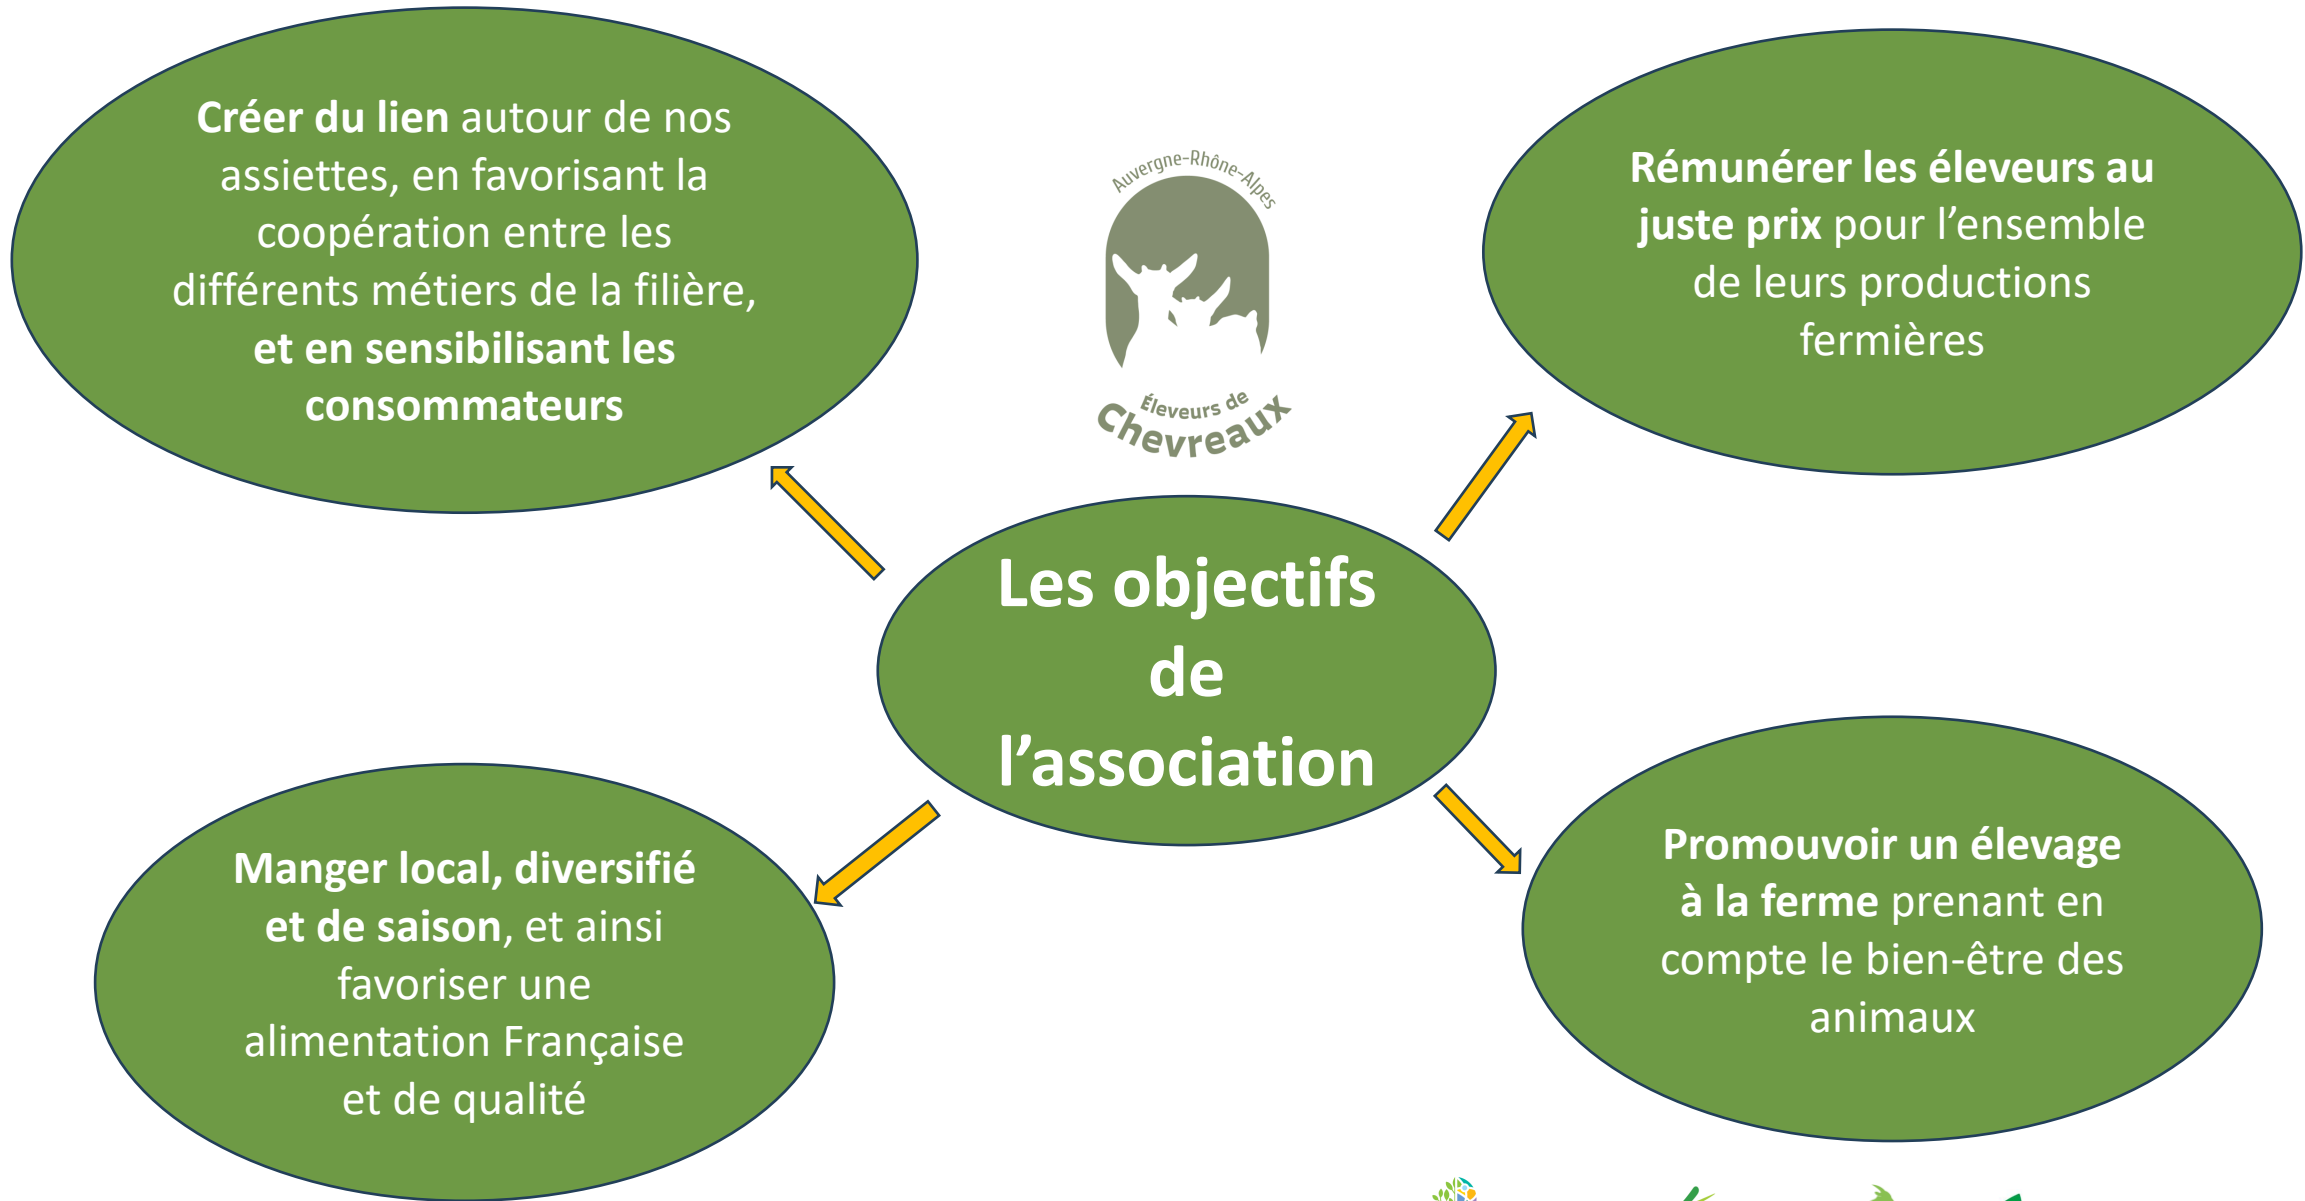 Créer du lien autour de nos
assiettes, en favorisant la
coopération entre les
différents métiers de la filière,
et en sensibilisant les
consommateurs
Auvergne-Rhône-Alpes
Éleveurs de
Chevreaux
Rémunérer les éleveurs au
juste prix pour l’ensemble
de leurs productions
fermières
Les objectifs
de
l’association
Manger local, diversifié
et de saison, et ainsi
favoriser une
alimentation Française
et de qualité
Promouvoir un élevage
à la ferme prenant en
compte le bien-être des
animaux